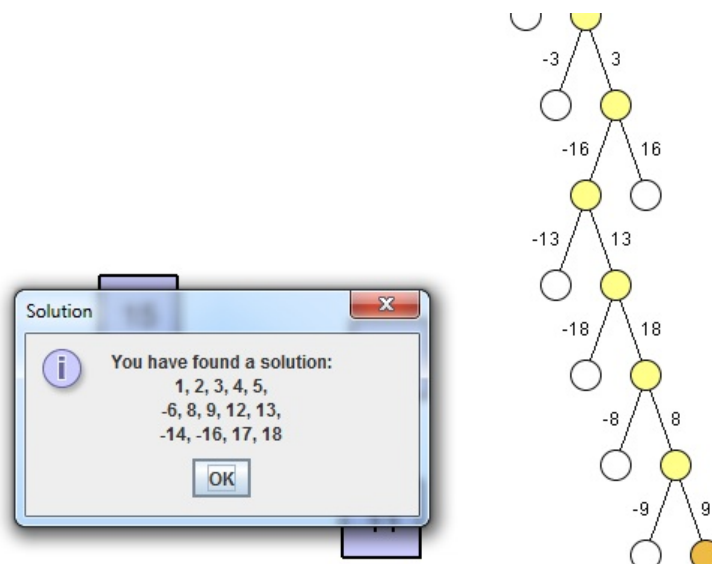 -3 3
-16 16
-13 13
15
Solution
x
-18 18
i
You have found a solution:
1, 2, 3, 4, 5,
-6, 8, 9, 12, 13,
-14, -16, 17, 18
-8 8
OK
-9 9